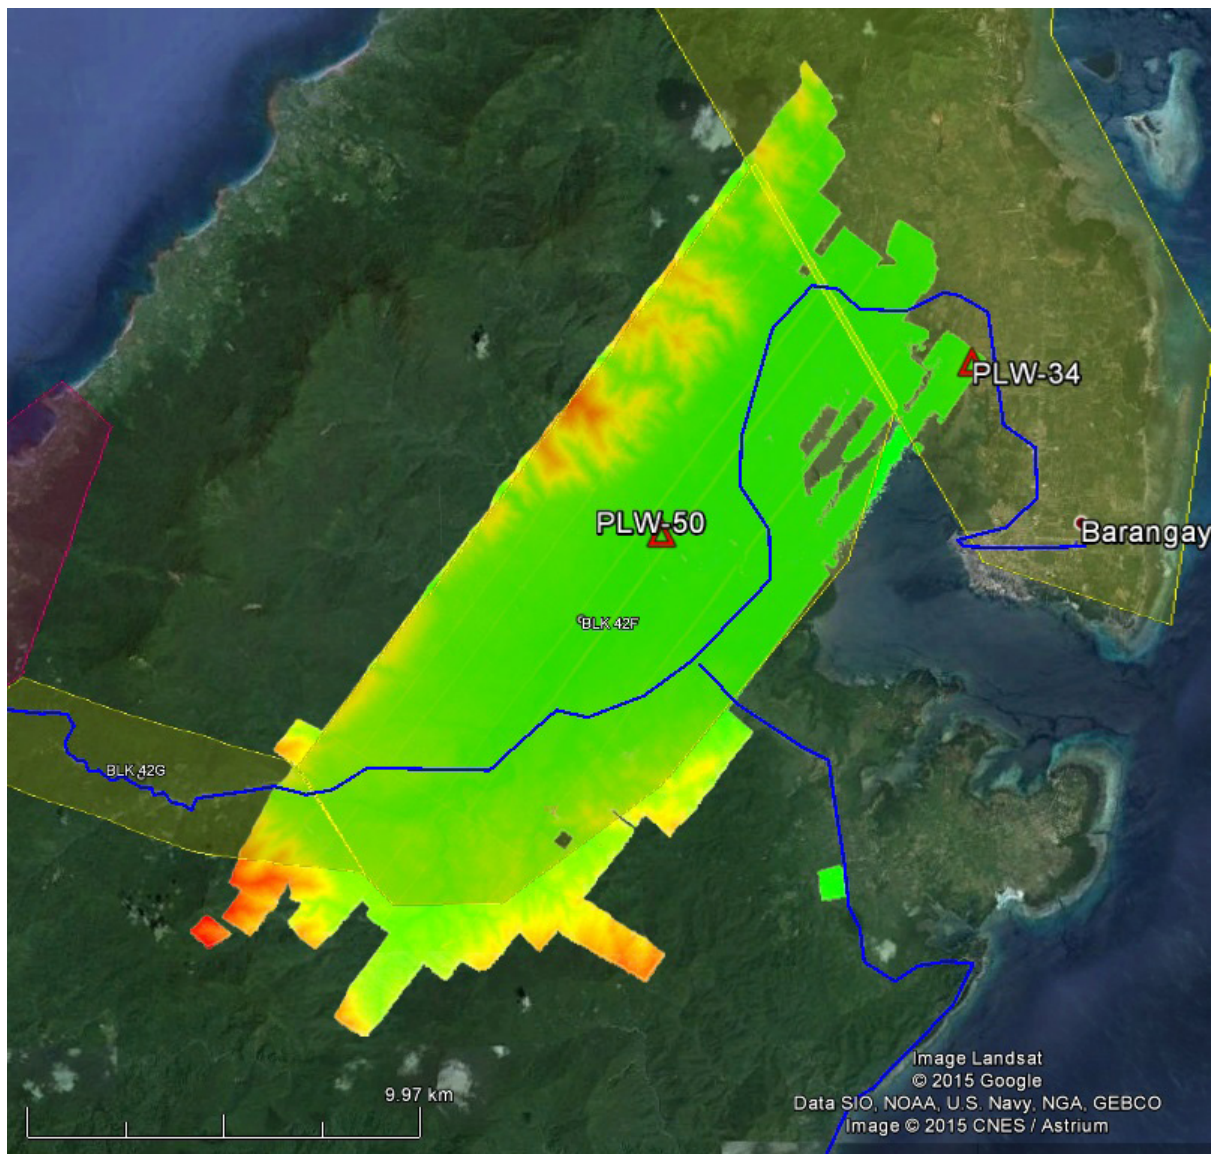 PLW-34
PLW-50
Barangay
BLK 42F
BLK 42G
9.97 km
Image Landsat
© 2015 Google
Data SIO, NOAA, U.S. Navy, NGA, GEBCO
Image © 2015 CNES / Astrium